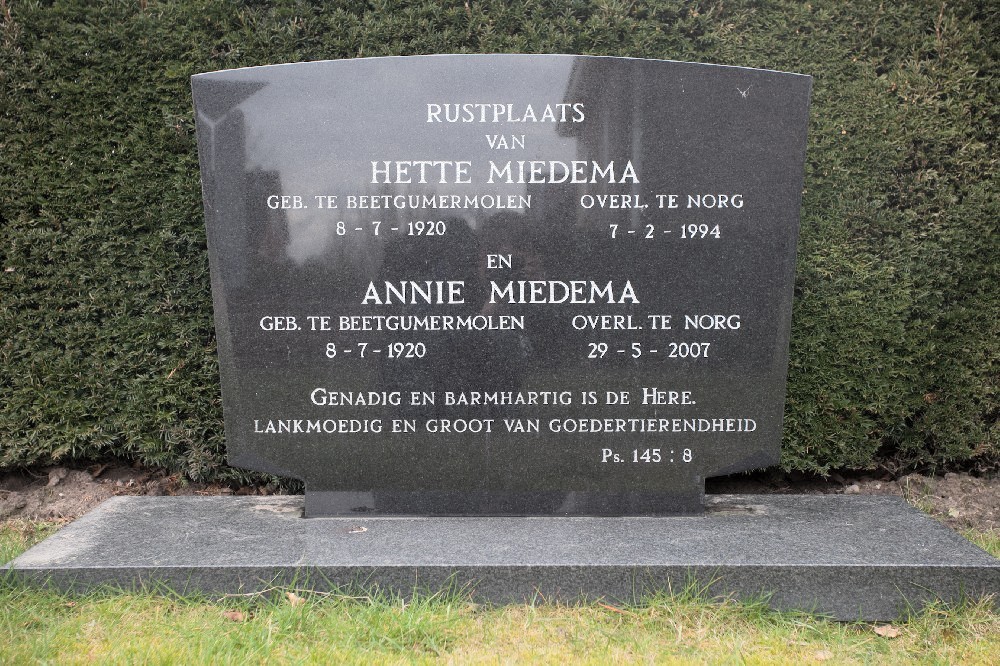 RUSTPLAATS
VAN
HETTE MIEDEMA
GEB. TE BEETGUMERMOLEN OVERL. TE NORG
8 - 7 - 1920 7 - 2 - 1994
EN
ANNIE MIEDEMA
GEB. TE BEETGUMERMOLEN OVERL. TE NORG
8 - 7 - 1920 29 - 5 - 2007
GENADIG EN BARMHARTIG IS DE HERE.
LANKMOEDIG EN GROOT VAN GOEDERTIERENDHEID
Ps. 145 : 8